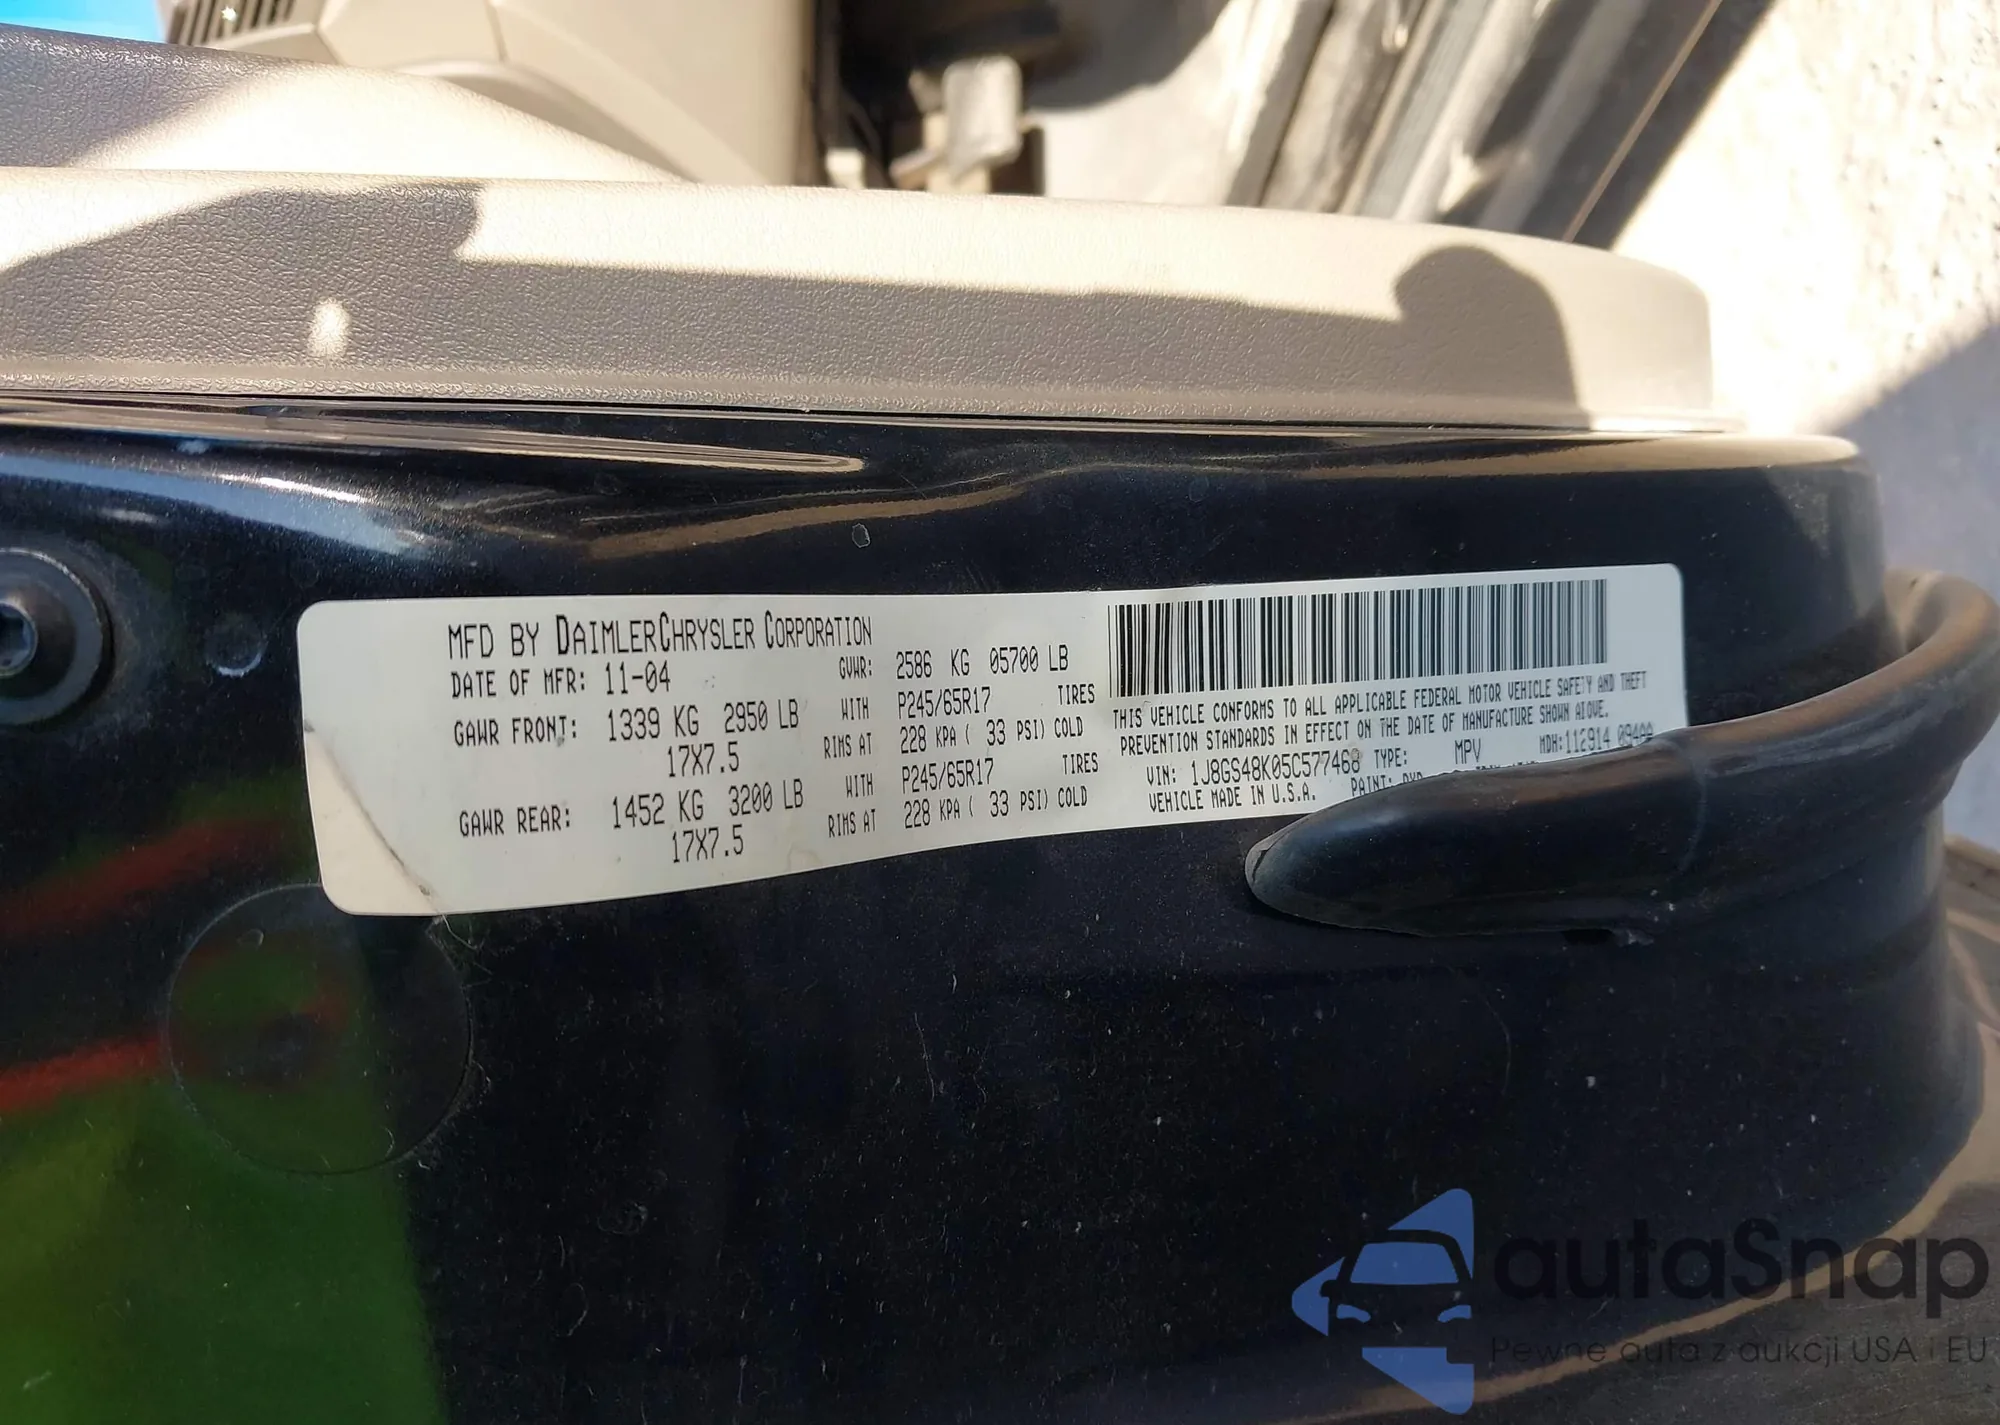 MFD BY DAIMLERCHRYSLER CORPORATION
DATE OF MFR: 11-04 GVWR: 2586 KG 05700 LB
GAWR FRONT: 1339 KG 2950 LB WITH P245/65R17 TIRES
17X7.5 RIMS AT 228 KPA ( 33 PSI) COLD
GAWR REAR: 1452 KG 3200 LB WITH P245/65R17 TIRES
17X7.5 RIMS AT 228 KPA ( 33 PSI) COLD
THIS VEHICLE CONFORMS TO ALL APPLICABLE FEDERAL MOTOR VEHICLE SAFETY AND THEFT
PREVENTION STANDARDS IN EFFECT ON THE DATE OF MANUFACTURE SHOWN ABOVE.
VIN: 1J8GS48K05C577468 TYPE: MPV MDH:112914
VEHICLE MADE IN U.S.A. PAINT:
autaSnap
Pewne auta z aukcji USA i EU